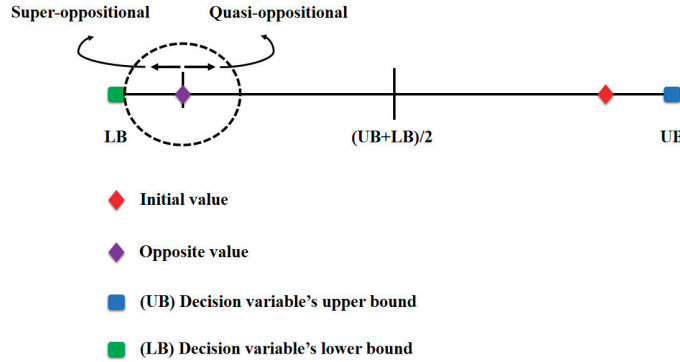 Super-oppositional Quasi-oppositional
LB (UB+LB)/2 UB
Initial value
Opposite value
(UB) Decision variable's upper bound
(LB) Decision variable's lower bound